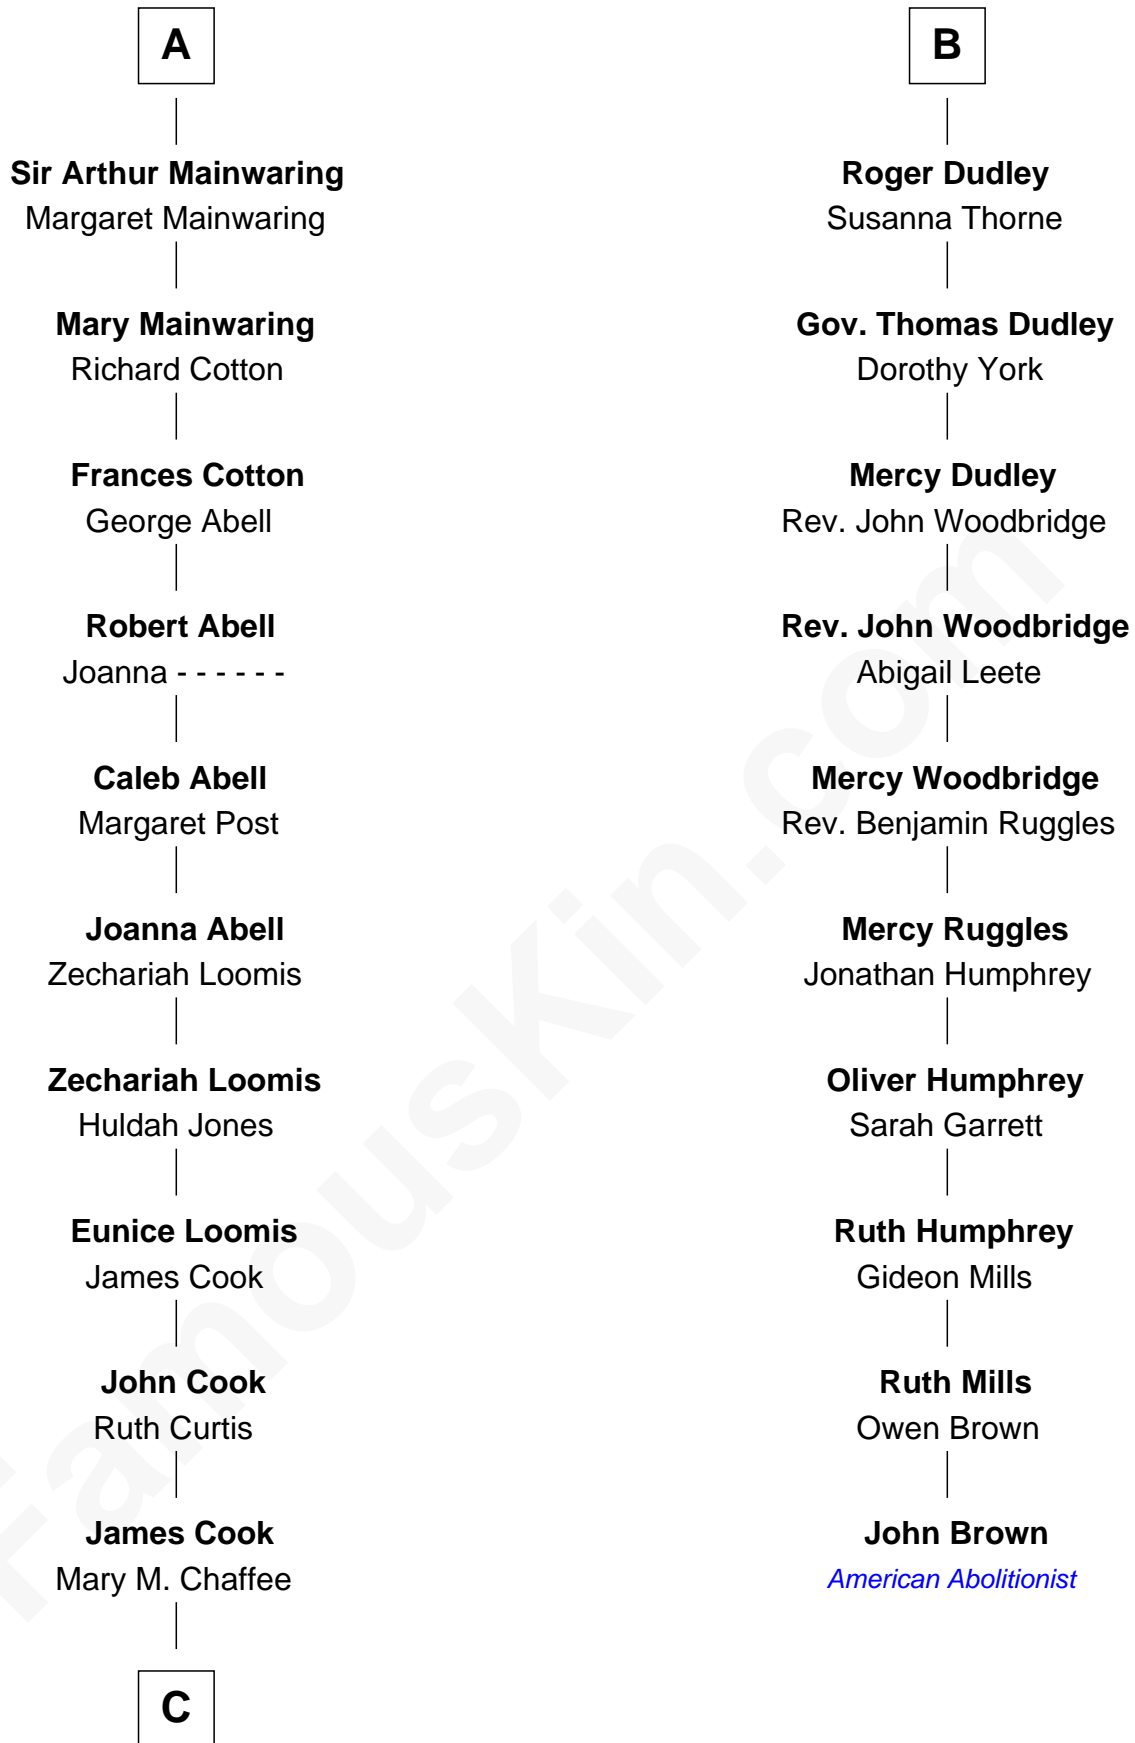 A
Sir Arthur Mainwaring
Margaret Mainwaring
Mary Mainwaring
Richard Cotton
Frances Cotton
George Abell
Robert Abell
Joanna - - - - - -
Caleb Abell
Margaret Post
Joanna Abell
Zechariah Loomis
Zechariah Loomis
Huldah Jones
Eunice Loomis
James Cook
John Cook
Ruth Curtis
James Cook
Mary M. Chaffee
C
B
Roger Dudley
Susanna Thorne
Gov. Thomas Dudley
Dorothy York
Mercy Dudley
Rev. John Woodbridge
Rev. John Woodbridge
Abigail Leete
Mercy Woodbridge
Rev. Benjamin Ruggles
Mercy Ruggles
Jonathan Humphrey
Oliver Humphrey
Sarah Garrett
Ruth Humphrey
Gideon Mills
Ruth Mills
Owen Brown
John Brown
American Abolitionist
FamousKin.com